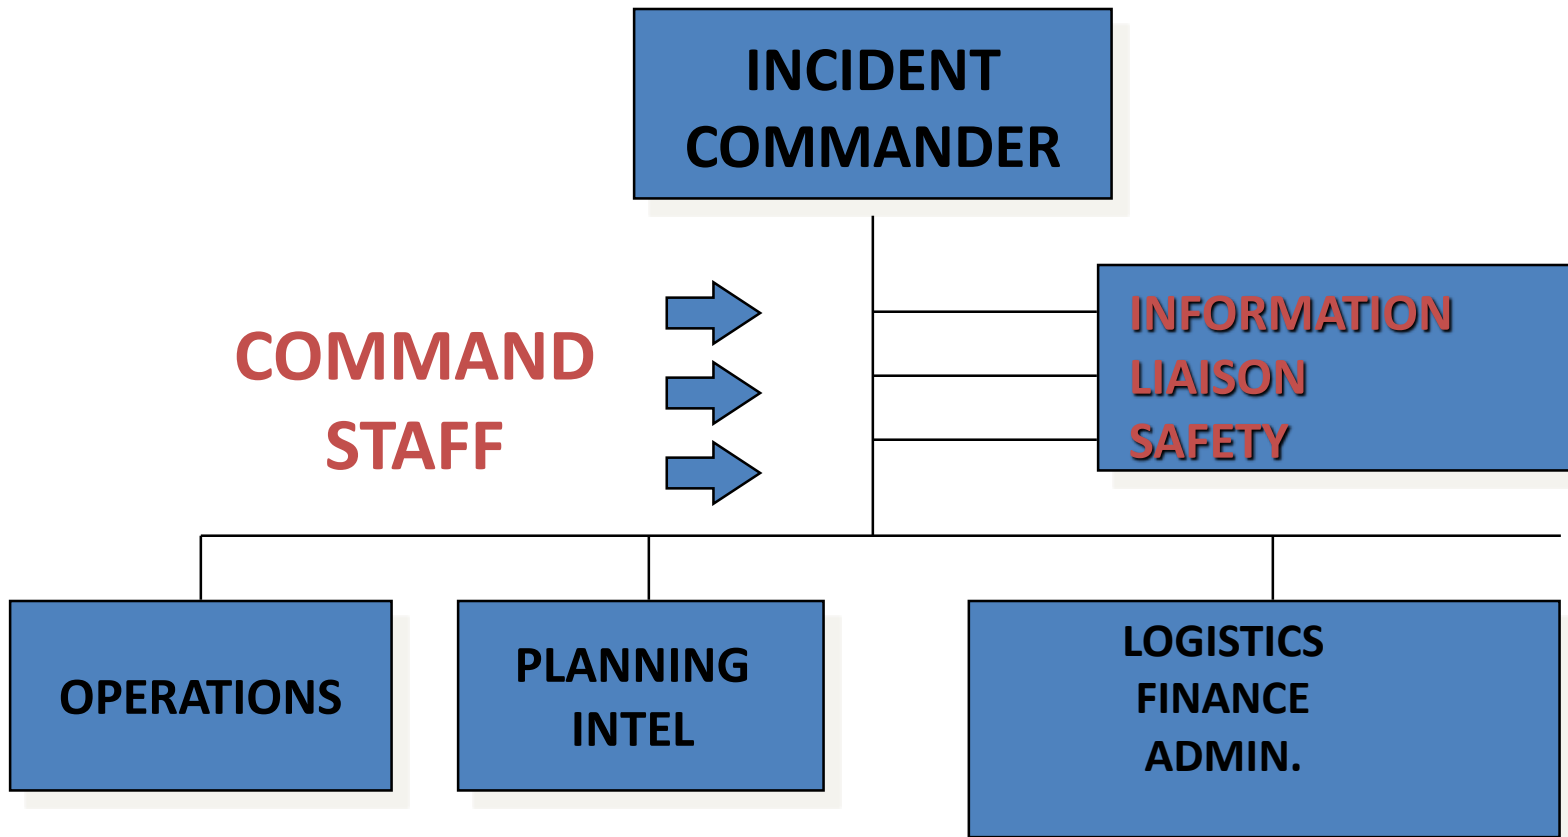 INCIDENT
COMMANDER
COMMAND
STAFF
INFORMATION
LIAISON
SAFETY
OPERATIONS
PLANNING
INTEL
LOGISTICS
FINANCE
ADMIN.